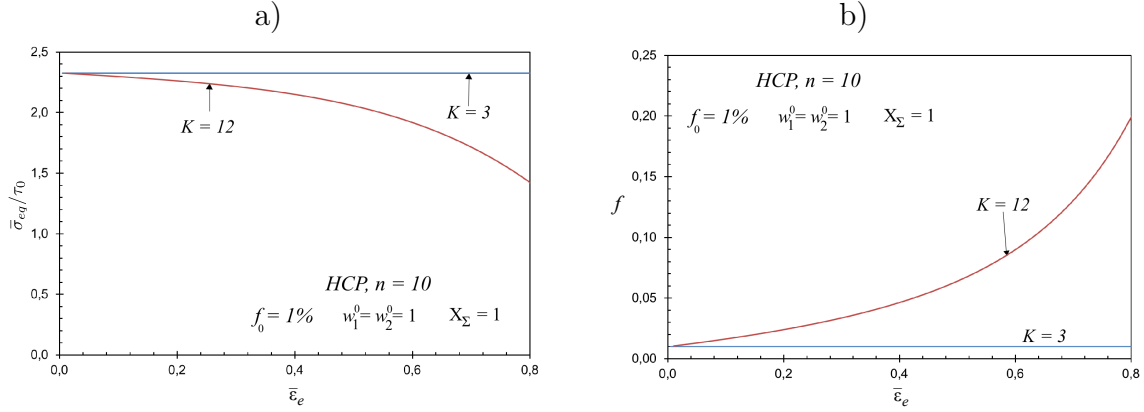 a)
2,5
2,0
1,5
1,0
0,5
0,0
σ̄eq/τ0
K = 12
K = 3
HCP, n = 10
f0 = 1% w1^0 = w2^0 = 1 XΣ = 1
0,0 0,2 0,4 0,6 0,8
ε̄e
b)
0,25
0,20
0,15
0,10
0,05
0,00
f
HCP, n = 10
f0 = 1% w1^0 = w2^0 = 1 XΣ = 1
K = 12
K = 3
0,0 0,2 0,4 0,6 0,8
ε̄e